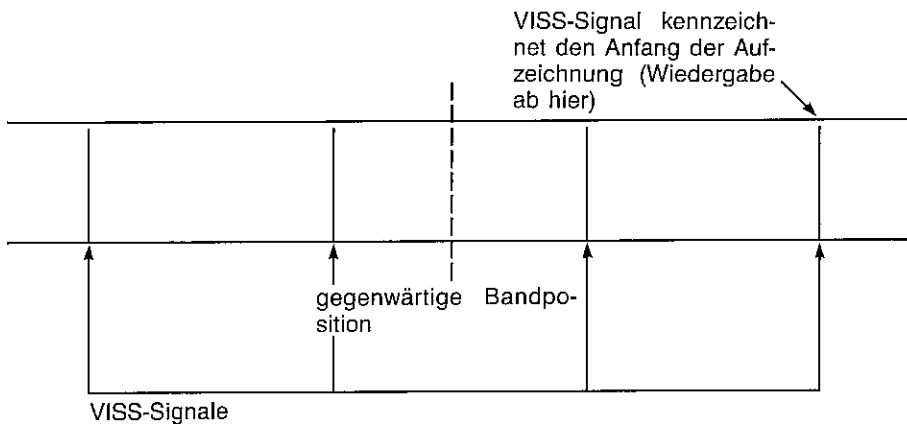 VISS-Signal kennzeich-
net den Anfang der Auf-
zeichnung (Wiedergabe
ab hier)
gegenwärtige Bandpo-
sition
VISS-Signale